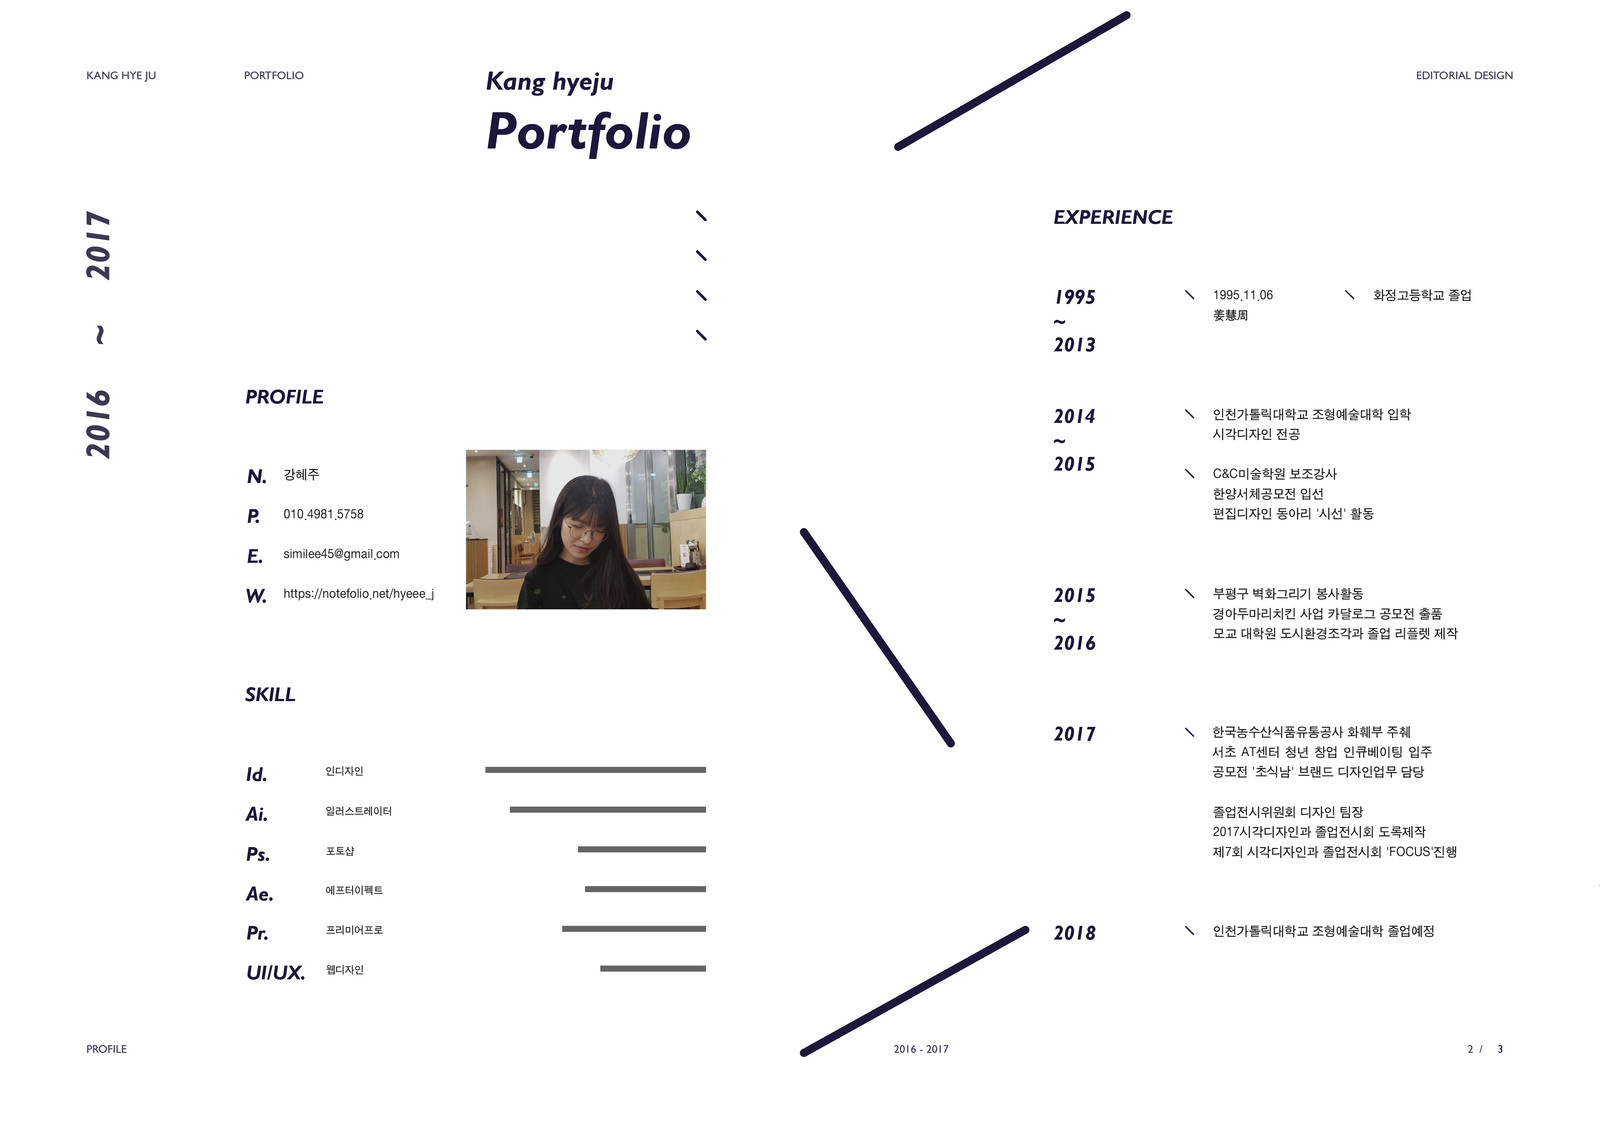 KANG HYE JU
PORTFOLIO
Kang hyeju
Portfolio
EDITORIAL DESIGN
2016 ~ 2017
PROFILE
N. 강혜주
P. 010.4981.5758
E. similee45@gmail.com
W. https://notefolio.net/hyeee_j
SKILL
Id. 인디자인
Ai. 일러스트레이터
Ps. 포토샵
Ae. 에프터이펙트
Pr. 프리미어프로
UI/UX. 웹디자인
EXPERIENCE
1995
~
2013
1995.11.06
姜慧周
화정고등학교 졸업
2014
~
2015
인천가톨릭대학교 조형예술대학 입학
시각디자인 전공
C&C미술학원 보조강사
한양서체공모전 입선
편집디자인 동아리 '시선' 활동
2015
~
2016
부평구 벽화그리기 봉사활동
경아두마리치킨 사업 카달로그 공모전 출품
모교 대학원 도시환경조각과 졸업 리플렛 제작
2017
한국농수산식품유통공사 화훼부 주췌
서초 AT센터 청년 창업 인큐베이팅 입주
공모전 '초식남' 브랜드 디자인업무 담당
졸업전시위원회 디자인 팀장
2017시각디자인과 졸업전시회 도록제작
제7회 시각디자인과 졸업전시회 'FOCUS'진행
2018
인천가톨릭대학교 조형예술대학 졸업예정
PROFILE
2016 - 2017
2 / 3